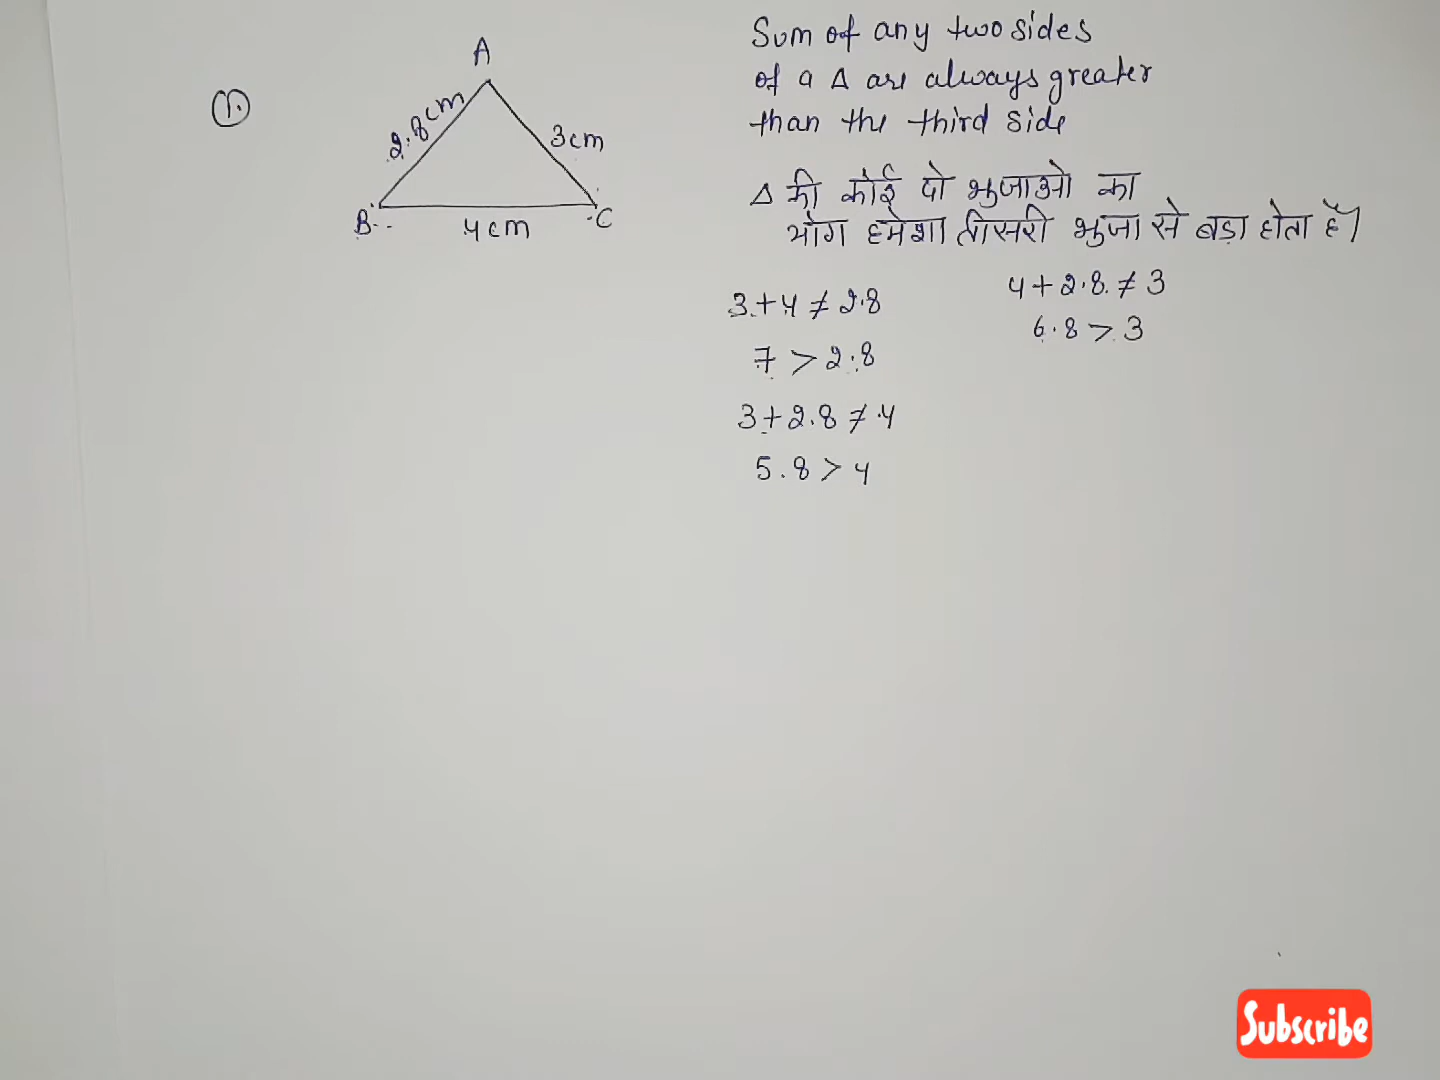 1.
A
2.8cm
3cm
B
C
4cm
Sum of any two sides
of a Δ are always greater
than the third side
Δ की कोई दो भुजाओ का
योग हमेशा तीसरी भुजा से बड़ा होता है।
3+4 ≠ 2.8
7 > 2.8
3+2.8 ≠ 4
5.8 > 4
4+2.8 ≠ 3
6.8 > 3
Subscribe